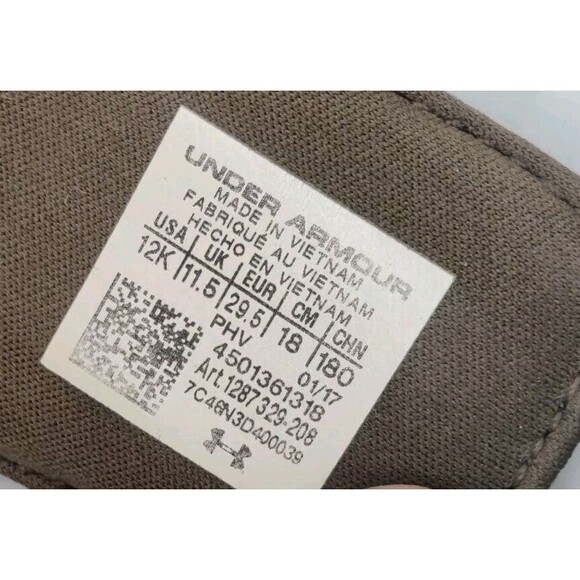 UNDER ARMOUR
MADE IN VIETNAM
FABRIQUÉ AU VIETNAM
HECHO EN VIETNAM
USA UK EUR CM CHN
12K 11.5 29.5 18 180
PHV 01/17
4501361318
Art.1287329-208
7C46N3D400039